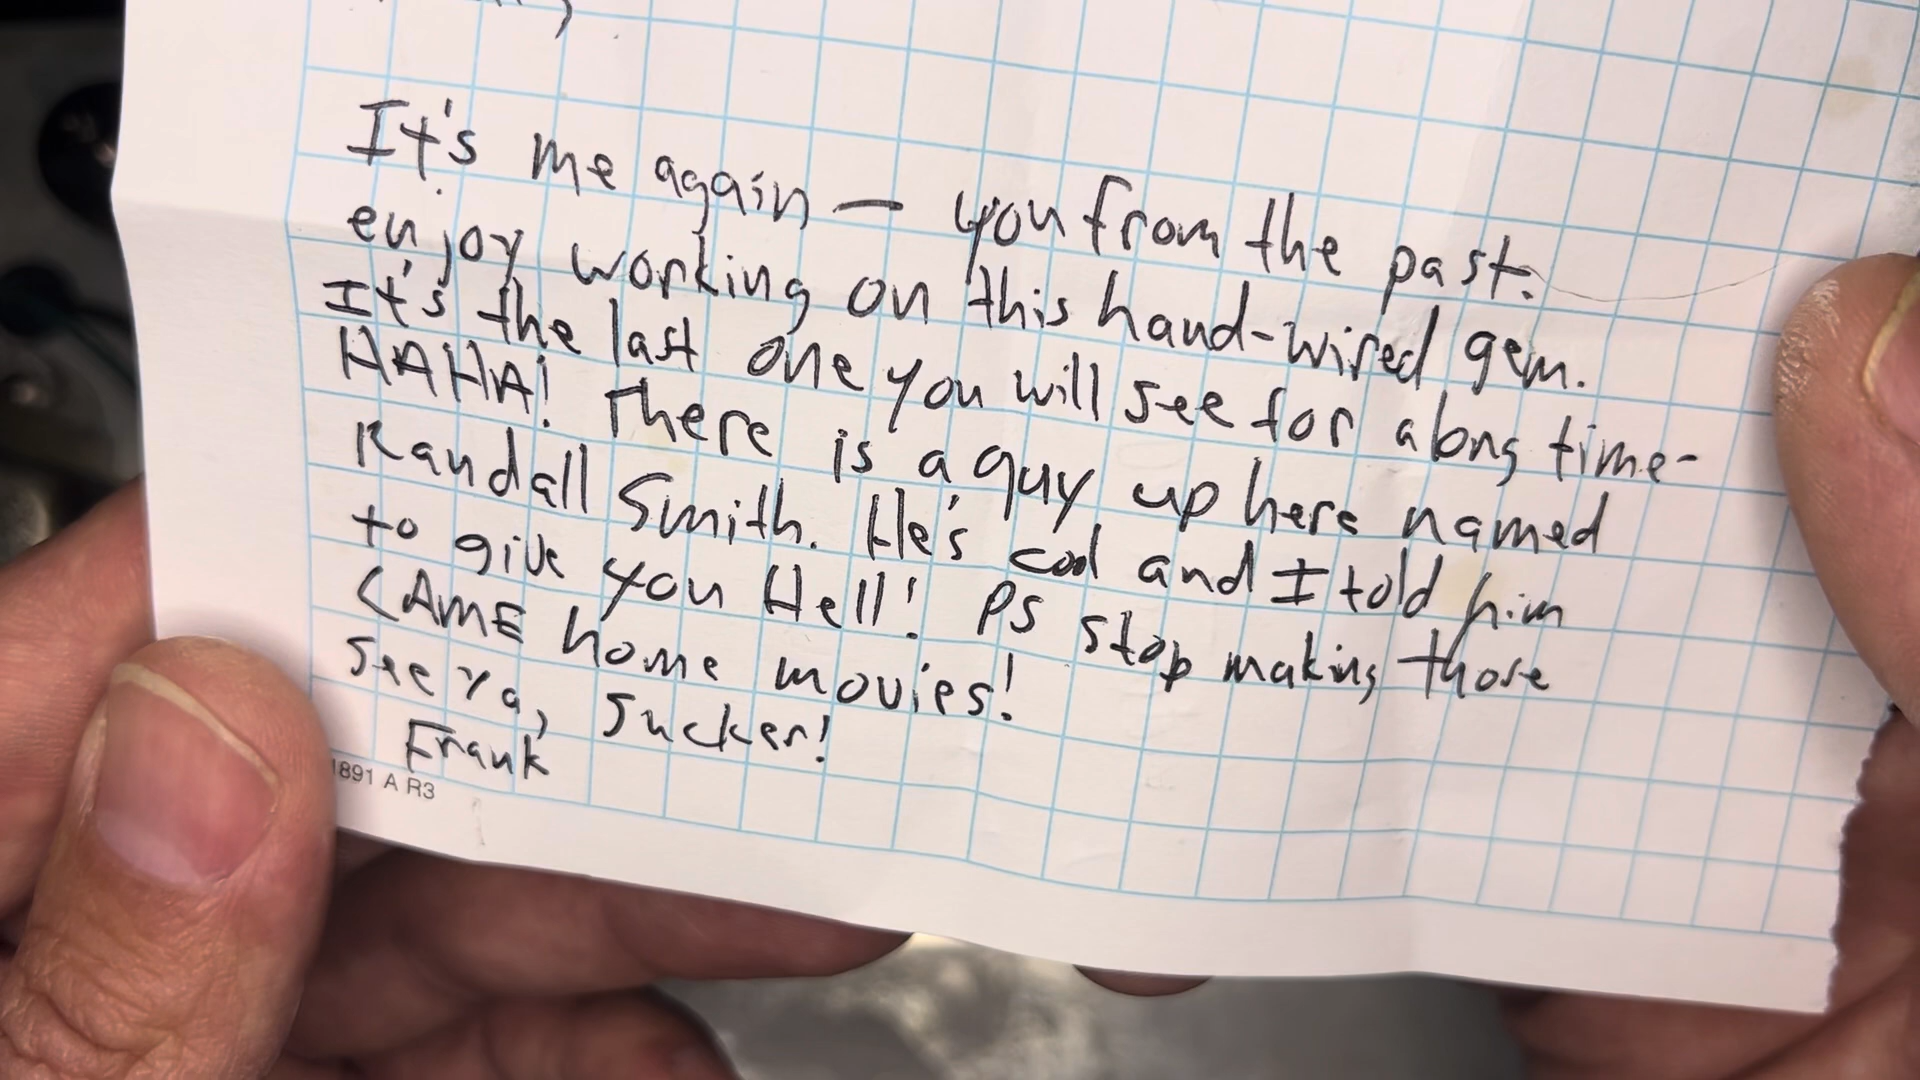 It's me again — you from the past.
enjoy working on this hand-wired gem.
It's the last one you will see for a long time-
HAHA! There is a guy up here named
Randall Smith. He's cool and I told him
to give you Hell! PS stop making those
LAME home movies!
See ya, Sucker!
Frank
1891 A R3